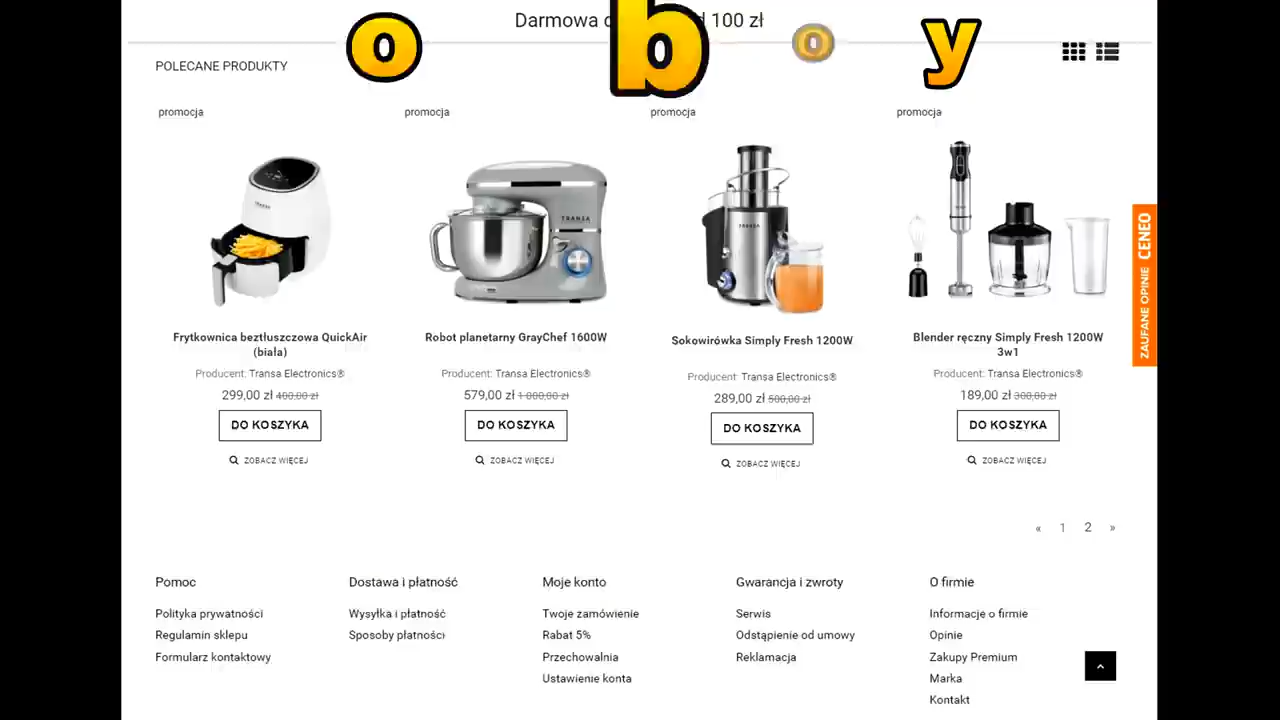 Darmowa d 100 zł
o b o y
POLECANE PRODUKTY
promocja promocja promocja promocja
TRANSA
TRANSA
TRANSA
Frytkownica beztłuszczowa QuickAir
(biała)
Producent: Transa Electronics®
299,00 zł 400,00 zł
DO KOSZYKA
ZOBACZ WIĘCEJ
Robot planetarny GrayChef 1600W
Producent: Transa Electronics®
579,00 zł 1 000,00 zł
DO KOSZYKA
ZOBACZ WIĘCEJ
Sokowirówka Simply Fresh 1200W
Producent: Transa Electronics®
289,00 zł 500,00 zł
DO KOSZYKA
ZOBACZ WIĘCEJ
Blender ręczny Simply Fresh 1200W
3w1
Producent: Transa Electronics®
189,00 zł 300,00 zł
DO KOSZYKA
ZOBACZ WIĘCEJ
ZAUFANE OPINIE CENEO
« 1 2 »
Pomoc
Polityka prywatności
Regulamin sklepu
Formularz kontaktowy
Dostawa i płatność
Wysyłka i płatność
Sposoby płatności
Moje konto
Twoje zamówienie
Rabat 5%
Przechowalnia
Ustawienie konta
Gwarancja i zwroty
Serwis
Odstąpienie od umowy
Reklamacja
O firmie
Informacje o firmie
Opinie
Zakupy Premium
Marka
Kontakt